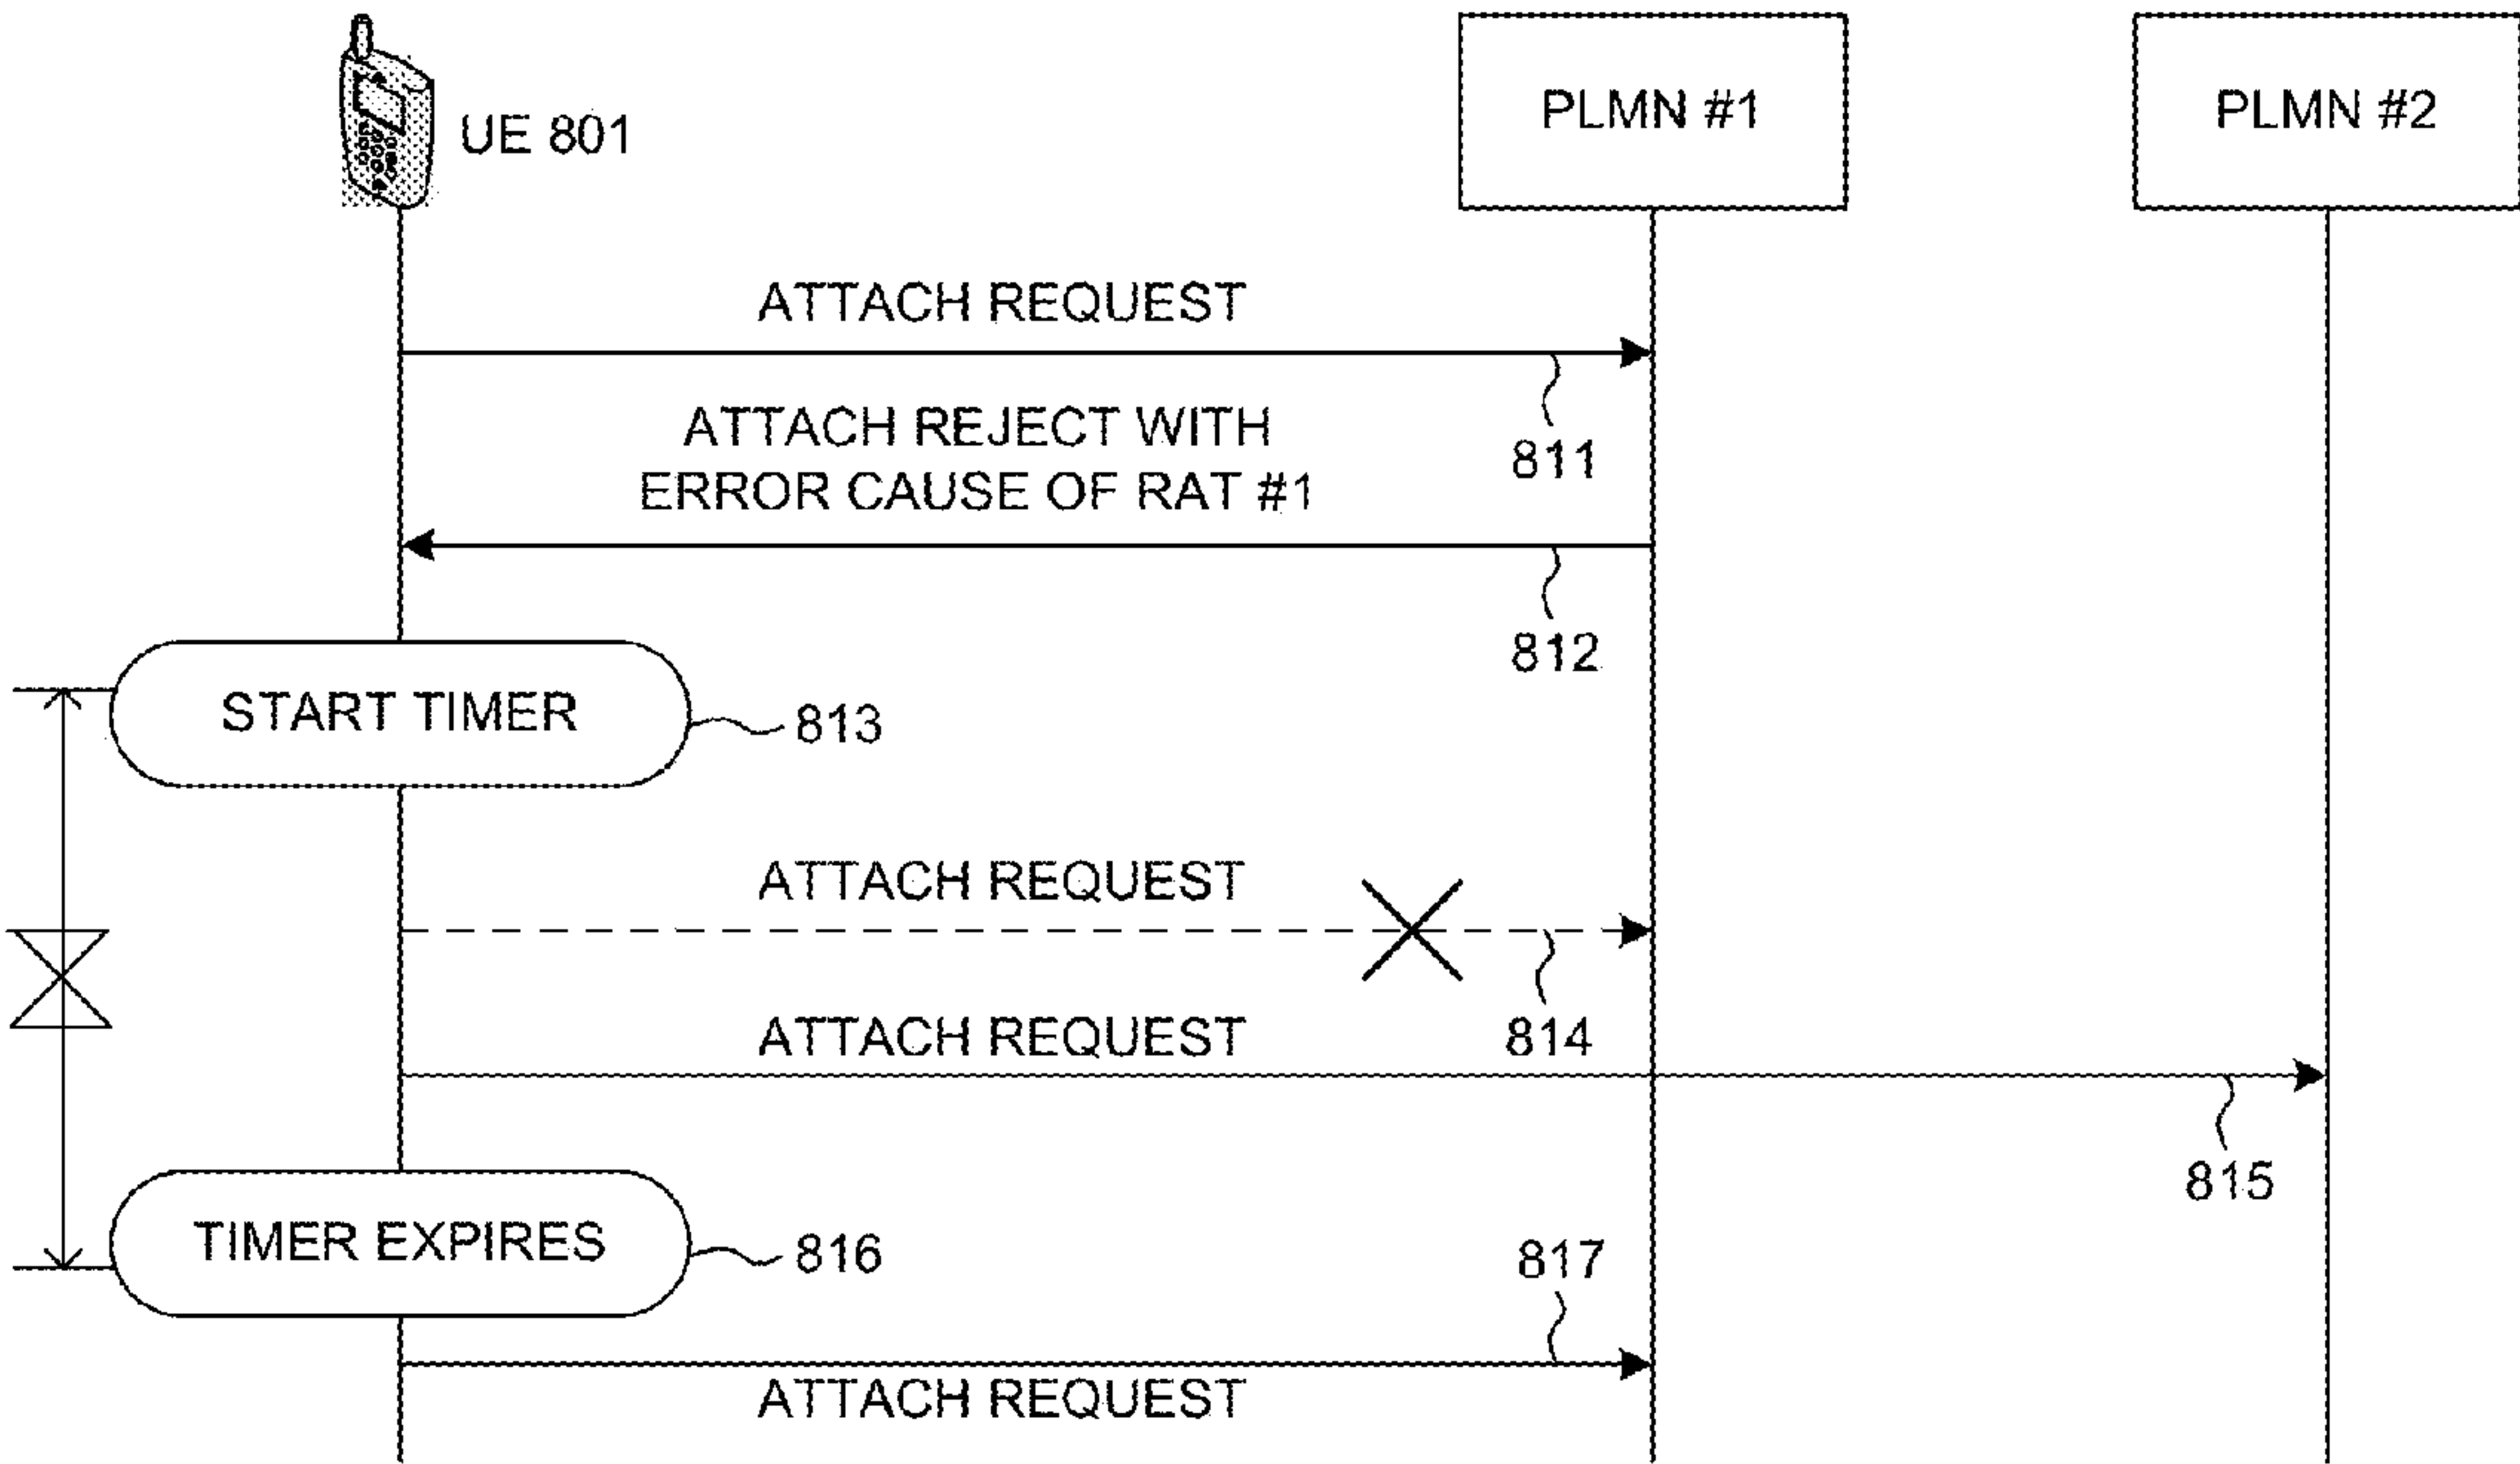 UE 801
PLMN #1
PLMN #2
ATTACH REQUEST
811
ATTACH REJECT WITH
ERROR CAUSE OF RAT #1
812
START TIMER
813
ATTACH REQUEST
814
ATTACH REQUEST
815
TIMER EXPIRES
816
817
ATTACH REQUEST